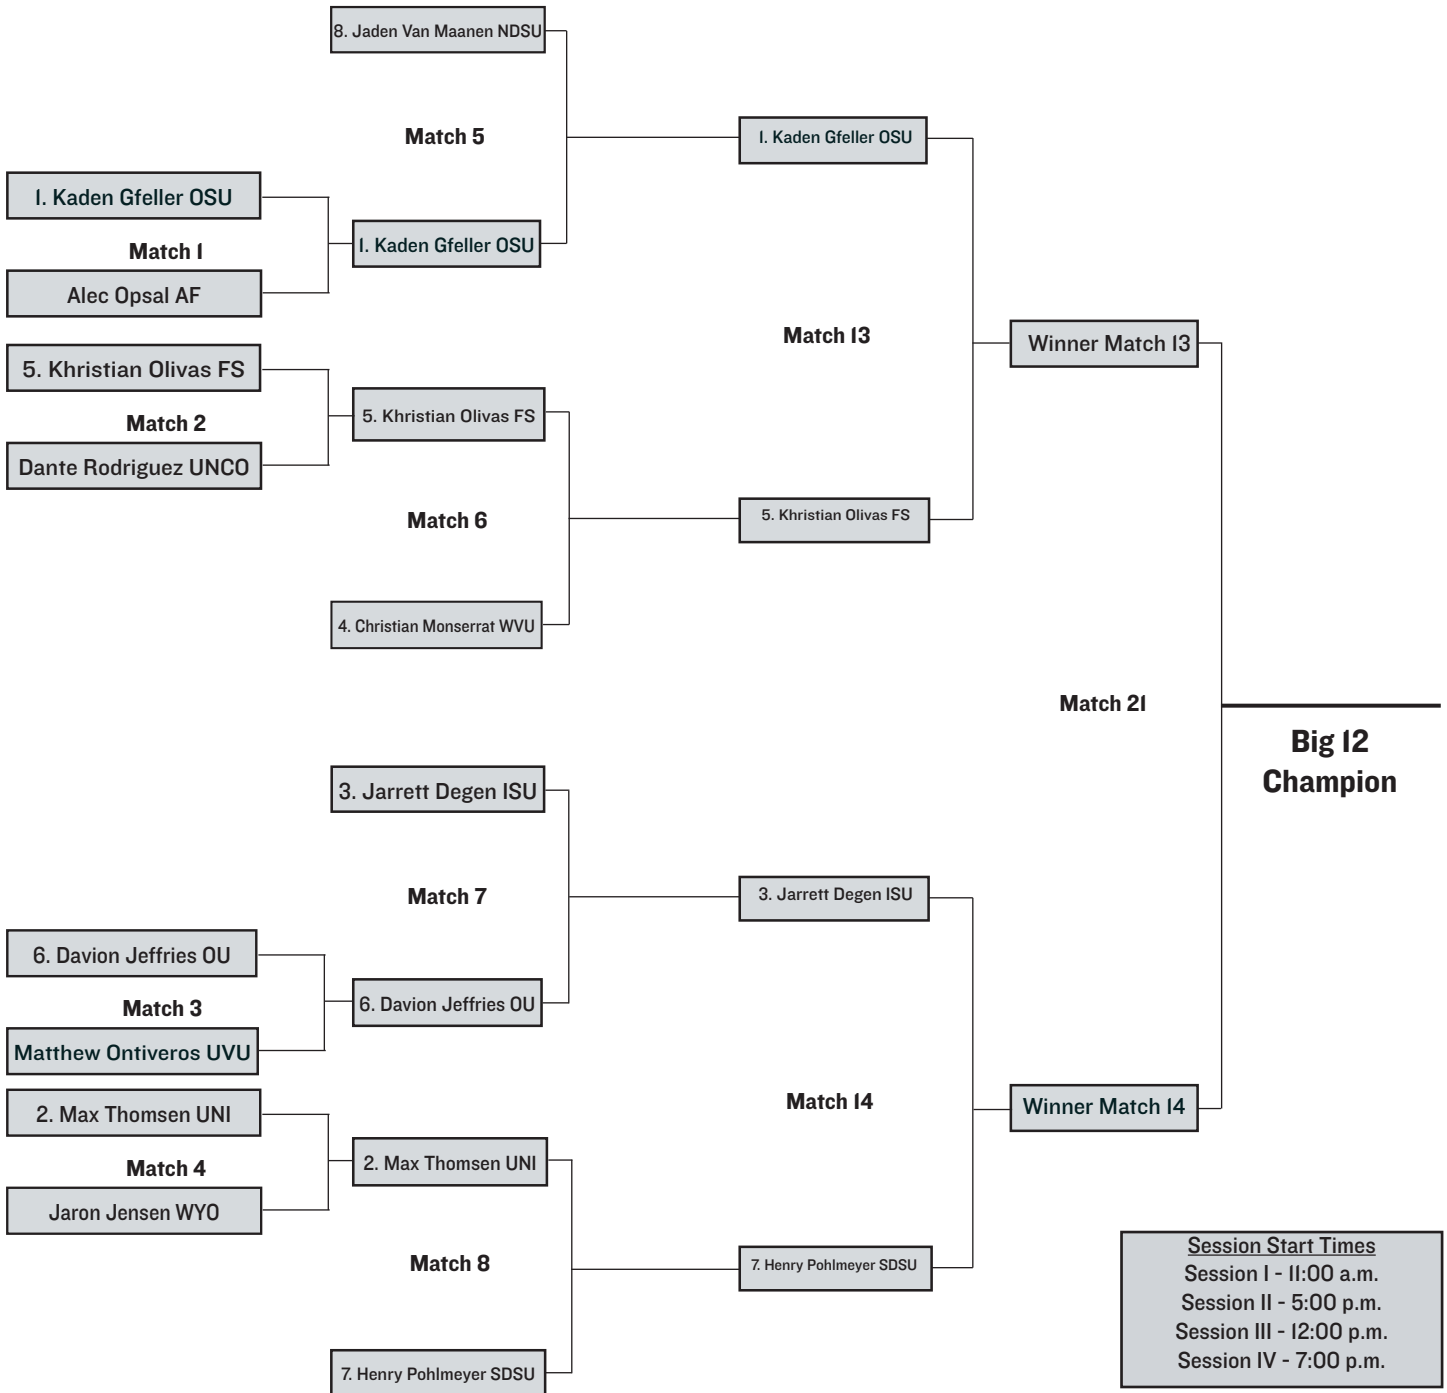 8. Jaden Van Maanen NDSU
Match 5
1. Kaden Gfeller OSU
1. Kaden Gfeller OSU
Match 1
1. Kaden Gfeller OSU
Alec Opsal AF
Match 13
Winner Match 13
5. Khristian Olivas FS
5. Khristian Olivas FS
Match 2
Dante Rodriguez UNCO
Match 6
5. Khristian Olivas FS
4. Christian Monserrat WVU
Match 21
Big 12
Champion
3. Jarrett Degen ISU
Match 7
3. Jarrett Degen ISU
6. Davion Jeffries OU
Match 3
6. Davion Jeffries OU
Matthew Ontiveros UVU
2. Max Thomsen UNI
Match 14
Winner Match 14
Match 4
2. Max Thomsen UNI
Jaron Jensen WYO
Match 8
7. Henry Pohlmeyer SDSU
7. Henry Pohlmeyer SDSU
Session Start Times
Session I - 11:00 a.m.
Session II - 5:00 p.m.
Session III - 12:00 p.m.
Session IV - 7:00 p.m.